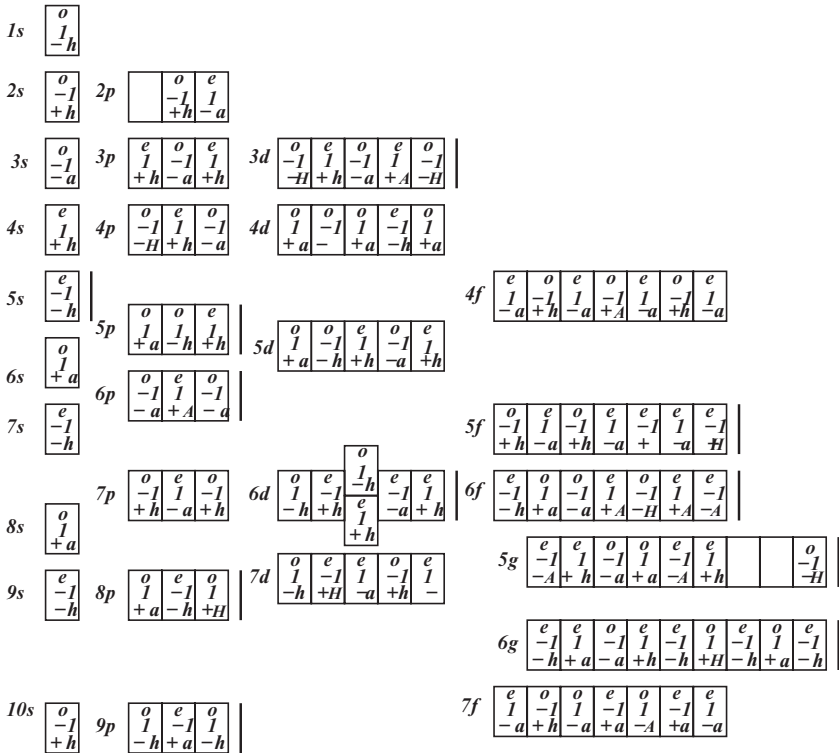 o
1s 1
–h
o o e
2s –1 2p –1 1
+h +h –a
o e o e o e o e o
3s –1 3p 1 –1 1 3d –1 1 –1 1 –1
–a +h –a +h –H +h –a +A –H
e o e o o o o e o
4s 1 4p –1 1 –1 4d 1 –1 1 –1 1
+h –H +h –a +a – +a –h +a
e e o e o e o e
5s –1 4f 1 –1 1 –1 1 –1 1
–h –a +h –a +A –a +h –a
o o e o o e o e
5p 1 1 1 5d 1 –1 1 –1 1
+a –h +h +a –h +h –a +h
o
6s 1
+a
o e o
6p –1 1 –1
–a +A –a
e o e o e e e e
7s –1 5f –1 1 –1 1 –1 1 –1
–h +h –a +h –a + –a +H
o
1
–h
o e o o e e e e o o e o e e
7p –1 1 –1 6d 1 –1 –1 1 6f –1 1 –1 1 –1 1 –1
+h –a +h –h +h –a +h –h +a –a +A –H +A –A
e
1
+h
o
8s 1
+a
e e o o e e o
5g –1 1 –1 1 –1 1 –1
–A +h –a +a –A +h –H
o e e o e
7d 1 –1 1 –1 1
–h +H –a +h –
e o e o
9s –1 8p 1 –1 1
–h +a –h +H
e e o e e o e o e
6g –1 1 –1 1 –1 1 –1 1 –1
–h +a –a +h –h +H –h +a –h
o o e o e o o e o e e
10s –1 9p 1 –1 1 7f 1 –1 1 –1 1 –1 1
+h –h +a –h –a +h –a +a –A +a –a